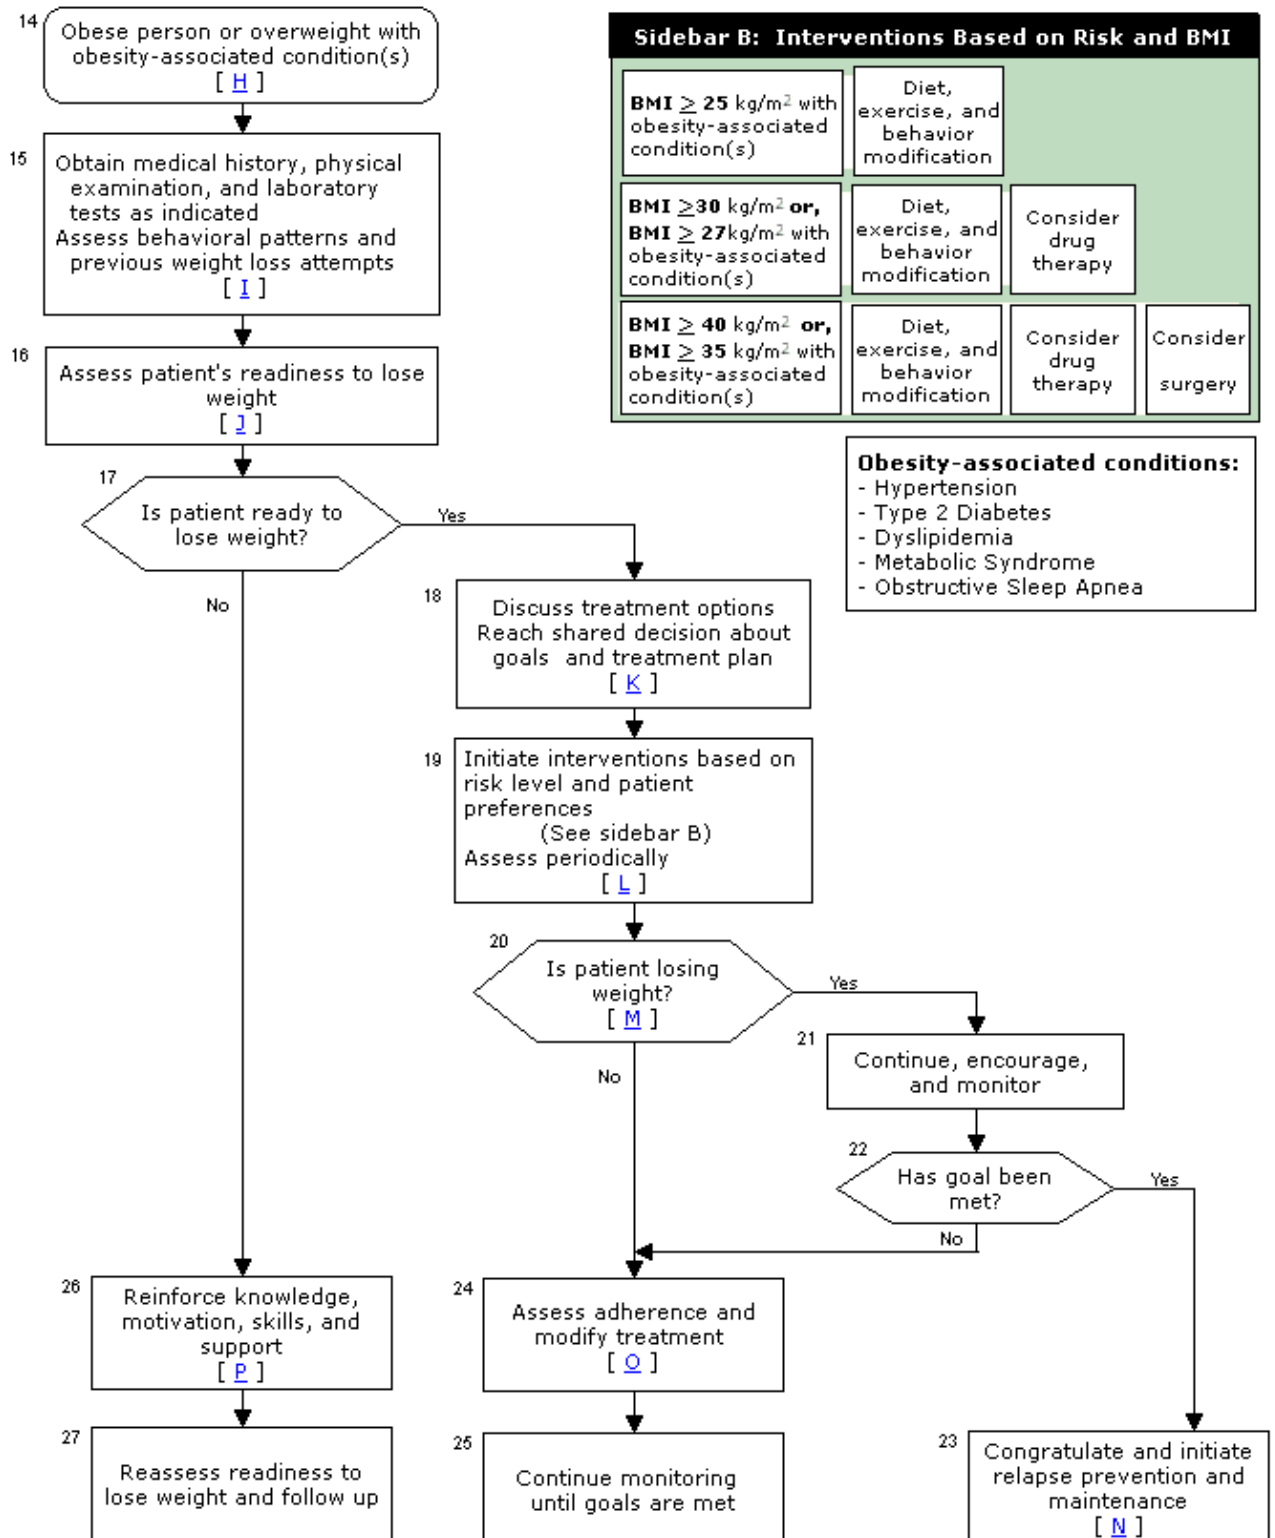 14
Obese person or overweight with
obesity-associated condition(s)
[ H ]
15
Obtain medical history, physical
examination, and laboratory
tests as indicated
Assess behavioral patterns and
previous weight loss attempts
[ I ]
16
Assess patient's readiness to lose
weight
[ J ]
17
Is patient ready to
lose weight?
Yes
No
18
Discuss treatment options
Reach shared decision about
goals and treatment plan
[ K ]
19
Initiate interventions based on
risk level and patient
preferences
(See sidebar B)
Assess periodically
[ L ]
20
Is patient losing
weight?
[ M ]
Yes
No
21
Continue, encourage,
and monitor
22
Has goal been
met?
Yes
No
26
Reinforce knowledge,
motivation, skills, and
support
[ P ]
24
Assess adherence and
modify treatment
[ O ]
27
Reassess readiness to
lose weight and follow up
25
Continue monitoring
until goals are met
23
Congratulate and initiate
relapse prevention and
maintenance
[ N ]
Sidebar B: Interventions Based on Risk and BMI
BMI ≥ 25 kg/m² with
obesity-associated
condition(s)
Diet,
exercise, and
behavior
modification
BMI ≥30 kg/m² or,
BMI ≥ 27kg/m² with
obesity-associated
condition(s)
Diet,
exercise, and
behavior
modification
Consider
drug
therapy
BMI ≥ 40 kg/m² or,
BMI ≥ 35 kg/m² with
obesity-associated
condition(s)
Diet,
exercise, and
behavior
modification
Consider
drug
therapy
Consider
surgery
Obesity-associated conditions:
- Hypertension
- Type 2 Diabetes
- Dyslipidemia
- Metabolic Syndrome
- Obstructive Sleep Apnea